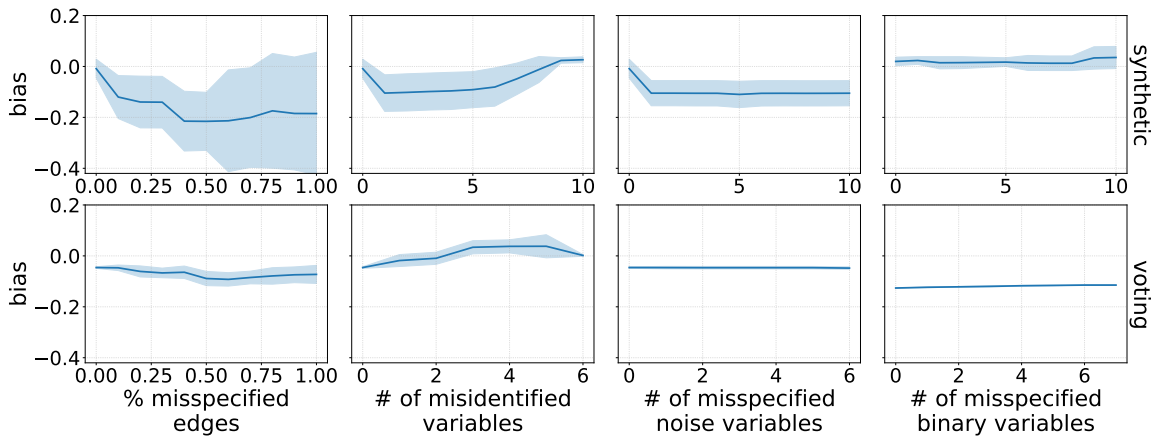 0.2
0.0
−0.2
−0.4
bias
0.00 0.25 0.50 0.75 1.00
0 5 10
0 5 10
0 5 10
synthetic
0.2
0.0
−0.2
−0.4
bias
0.00 0.25 0.50 0.75 1.00
0 2 4 6
0 2 4 6
0 2 4 6
voting
% misspecified
edges
# of misidentified
variables
# of misspecified
noise variables
# of misspecified
binary variables